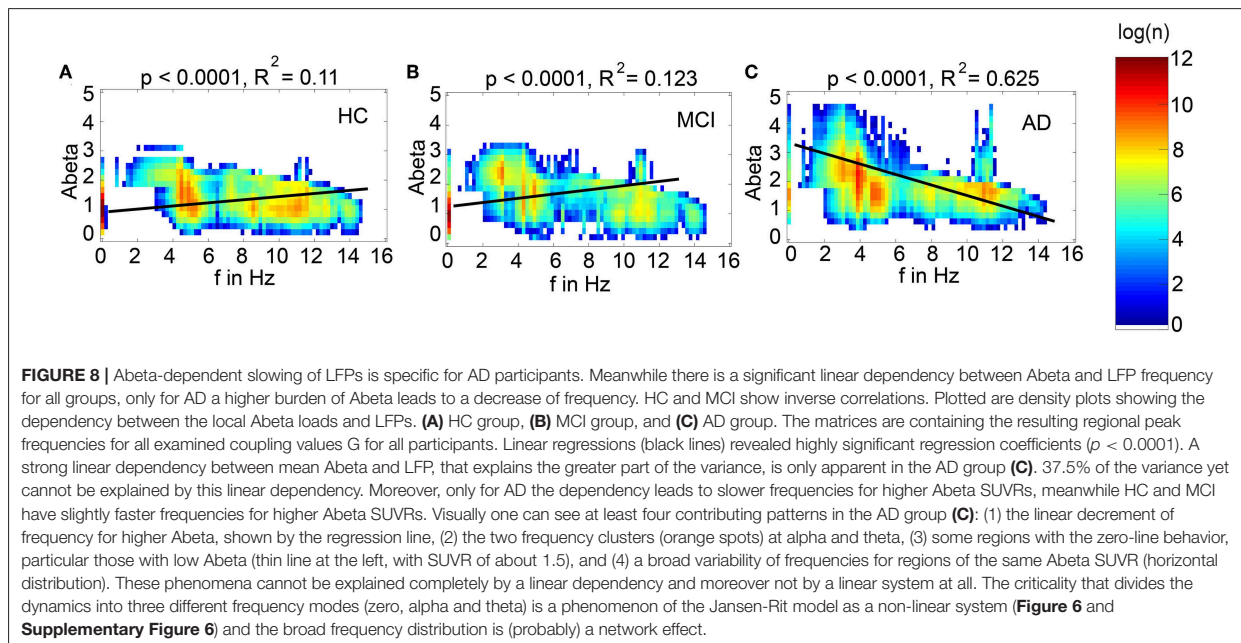 log(n)
A
p < 0.0001, R² = 0.11
B
p < 0.0001, R² = 0.123
C
p < 0.0001, R² = 0.625
HC
MCI
AD
Abeta
5
4
3
2
1
0
0 2 4 6 8 10 12 14 16
f in Hz
Abeta
5
4
3
2
1
0
0 2 4 6 8 10 12 14 16
f in Hz
Abeta
5
4
3
2
1
0
0 2 4 6 8 10 12 14 16
f in Hz
12
10
8
6
4
2
0
FIGURE 8 | Abeta-dependent slowing of LFPs is specific for AD participants. Meanwhile there is a significant linear dependency between Abeta and LFP frequency
for all groups, only for AD a higher burden of Abeta leads to a decrease of frequency. HC and MCI show inverse correlations. Plotted are density plots showing the
dependency between the local Abeta loads and LFPs. (A) HC group, (B) MCI group, and (C) AD group. The matrices are containing the resulting regional peak
frequencies for all examined coupling values G for all participants. Linear regressions (black lines) revealed highly significant regression coefficients (p < 0.0001). A
strong linear dependency between mean Abeta and LFP, that explains the greater part of the variance, is only apparent in the AD group (C). 37.5% of the variance yet
cannot be explained by this linear dependency. Moreover, only for AD the dependency leads to slower frequencies for higher Abeta SUVRs, meanwhile HC and MCI
have slightly faster frequencies for higher Abeta SUVRs. Visually one can see at least four contributing patterns in the AD group (C): (1) the linear decrement of
frequency for higher Abeta, shown by the regression line, (2) the two frequency clusters (orange spots) at alpha and theta, (3) some regions with the zero-line behavior,
particular those with low Abeta (thin line at the left, with SUVR of about 1.5), and (4) a broad variability of frequencies for regions of the same Abeta SUVR (horizontal
distribution). These phenomena cannot be explained completely by a linear dependency and moreover not by a linear system at all. The criticality that divides the
dynamics into three different frequency modes (zero, alpha and theta) is a phenomenon of the Jansen-Rit model as a non-linear system (Figure 6 and
Supplementary Figure 6) and the broad frequency distribution is (probably) a network effect.